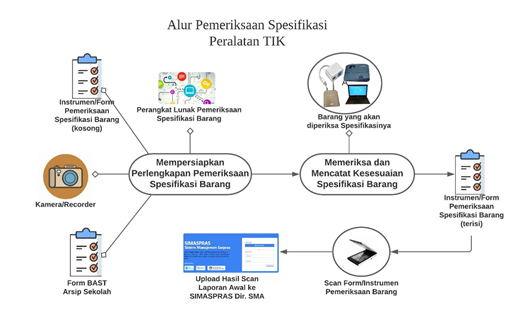 Alur Pemeriksaan Spesifikasi
Peralatan TIK
Instrumen/Form
Pemeriksaan
Spesifikasi Barang
(kosong)
Perangkat Lunak Pemeriksaan
Spesifikasi Barang
Barang yang akan
diperiksa Spesifikasinya
Mempersiapkan
Perlengkapan Pemeriksaan
Spesifikasi Barang
Memeriksa dan
Mencatat Kesesuaian
Spesifikasi Barang
Kamera/Recorder
Instrumen/Form
Pemeriksaan
Spesifikasi Barang
(terisi)
Form BAST
Arsip Sekolah
SIMASPRAS
Sistem Manajemen Sarpras
Upload Hasil Scan
Laporan Awal ke
SIMASPRAS Dir. SMA
Scan Form/Instrumen
Pemeriksaan Barang